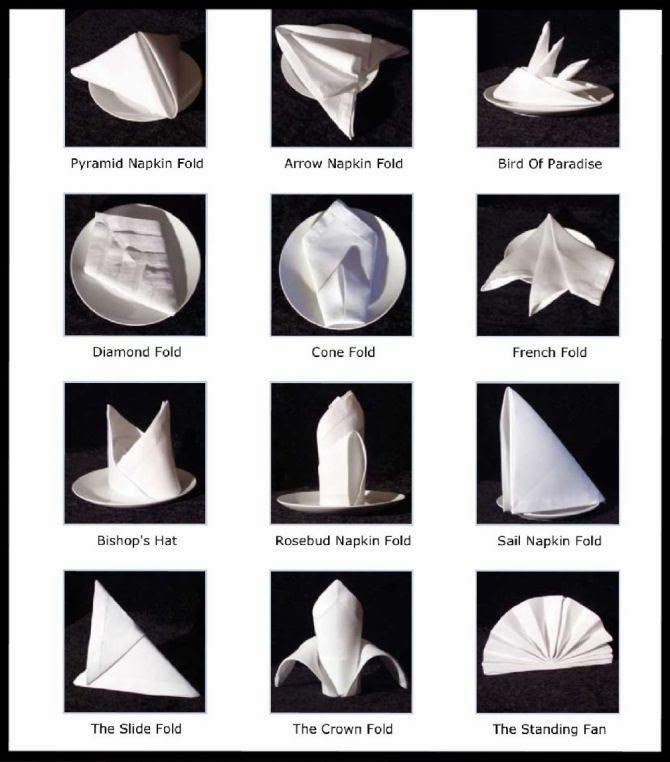 Pyramid Napkin Fold
Arrow Napkin Fold
Bird Of Paradise
Diamond Fold
Cone Fold
French Fold
Bishop's Hat
Rosebud Napkin Fold
Sail Napkin Fold
The Slide Fold
The Crown Fold
The Standing Fan